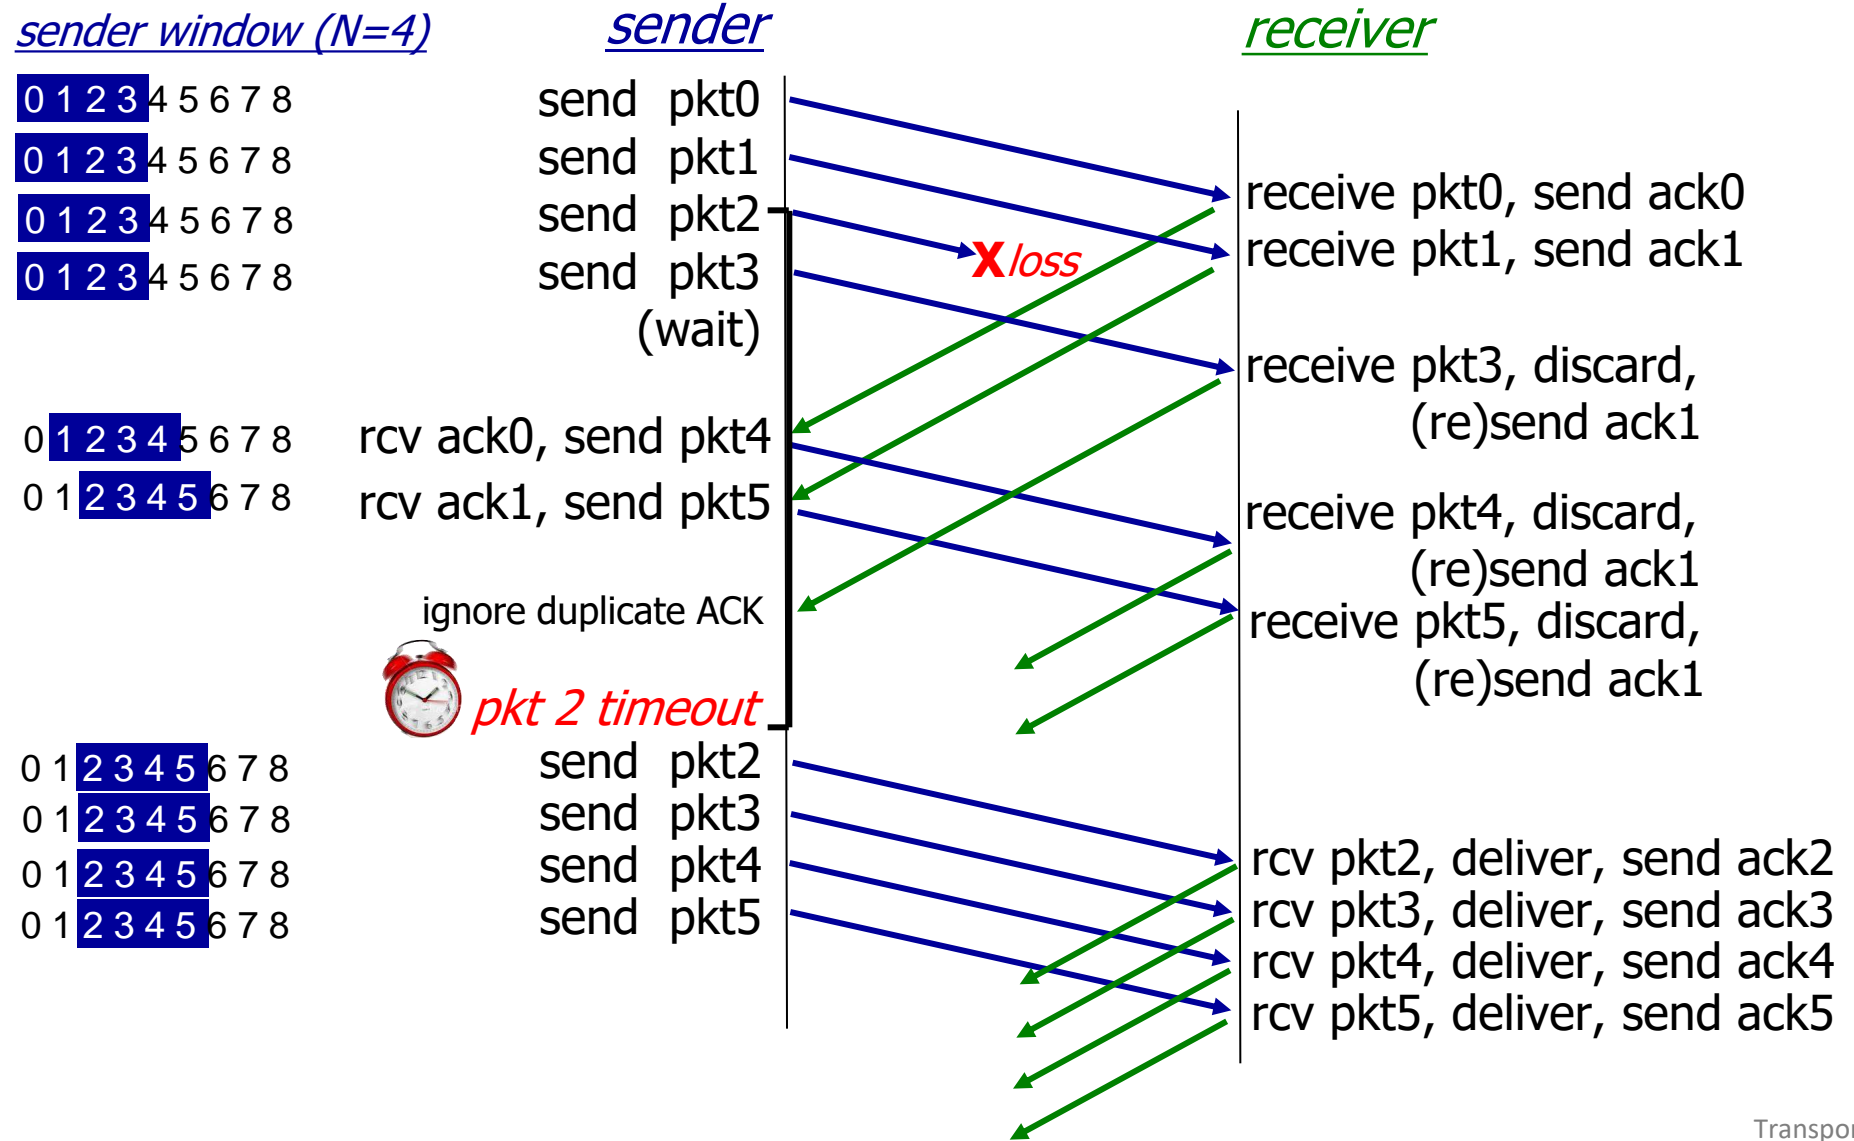 sender window (N=4) sender receiver
0 1 2 3 4 5 6 7 8 send pkt0
0 1 2 3 4 5 6 7 8 send pkt1
receive pkt0, send ack0
0 1 2 3 4 5 6 7 8 send pkt2
receive pkt1, send ack1
X loss
0 1 2 3 4 5 6 7 8 send pkt3
(wait)
receive pkt3, discard,
(re)send ack1
0 1 2 3 4 5 6 7 8 rcv ack0, send pkt4
0 1 2 3 4 5 6 7 8 rcv ack1, send pkt5
receive pkt4, discard,
(re)send ack1
ignore duplicate ACK
receive pkt5, discard,
(re)send ack1
pkt 2 timeout
0 1 2 3 4 5 6 7 8 send pkt2
0 1 2 3 4 5 6 7 8 send pkt3
0 1 2 3 4 5 6 7 8 send pkt4
0 1 2 3 4 5 6 7 8 send pkt5
rcv pkt2, deliver, send ack2
rcv pkt3, deliver, send ack3
rcv pkt4, deliver, send ack4
rcv pkt5, deliver, send ack5
Transpor